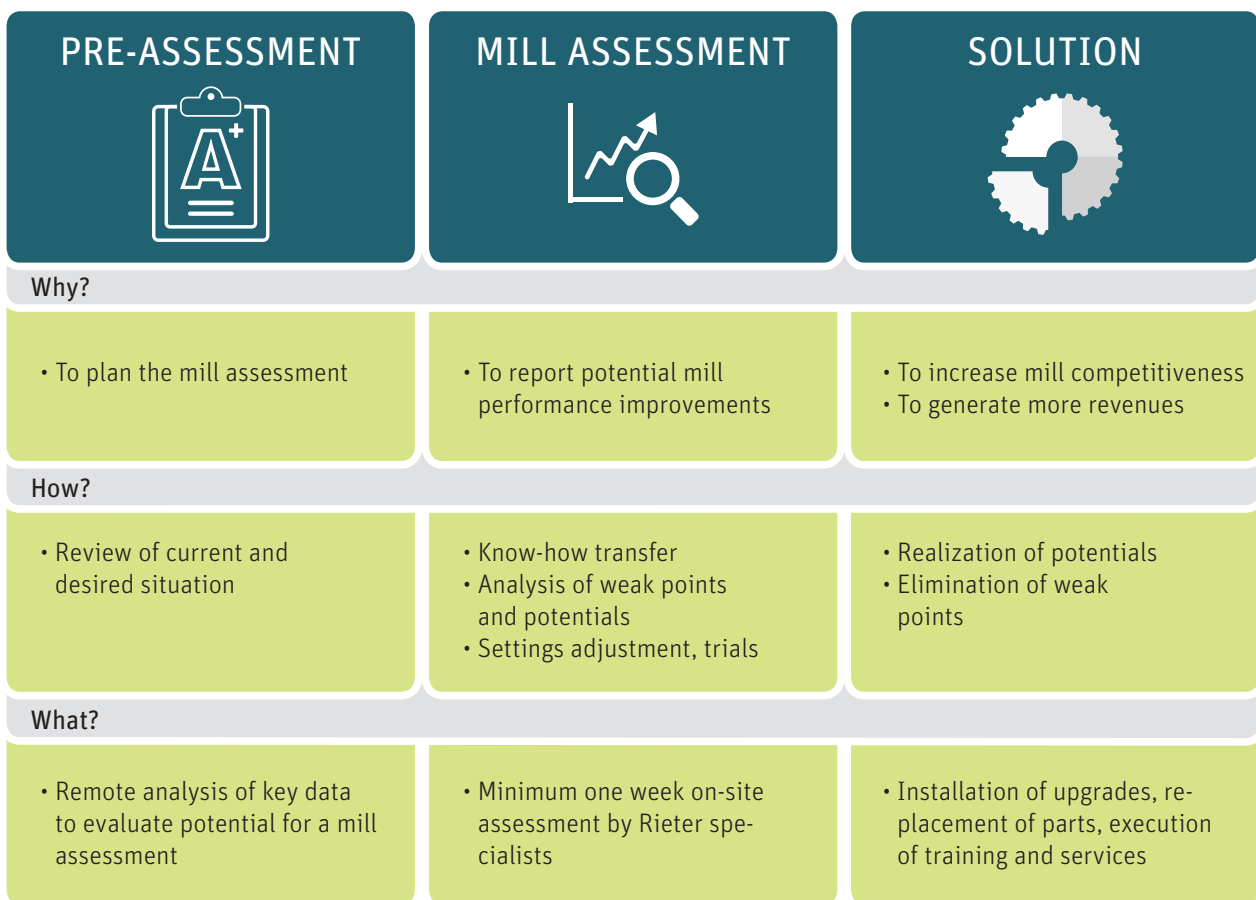 PRE-ASSESSMENT
MILL ASSESSMENT
SOLUTION
A+
Why?
• To plan the mill assessment
• To report potential mill
performance improvements
• To increase mill competitiveness
• To generate more revenues
How?
• Review of current and
desired situation
• Know-how transfer
• Analysis of weak points
and potentials
• Settings adjustment, trials
• Realization of potentials
• Elimination of weak
points
What?
• Remote analysis of key data
to evaluate potential for a mill
assessment
• Minimum one week on-site
assessment by Rieter spe-
cialists
• Installation of upgrades, re-
placement of parts, execution
of training and services